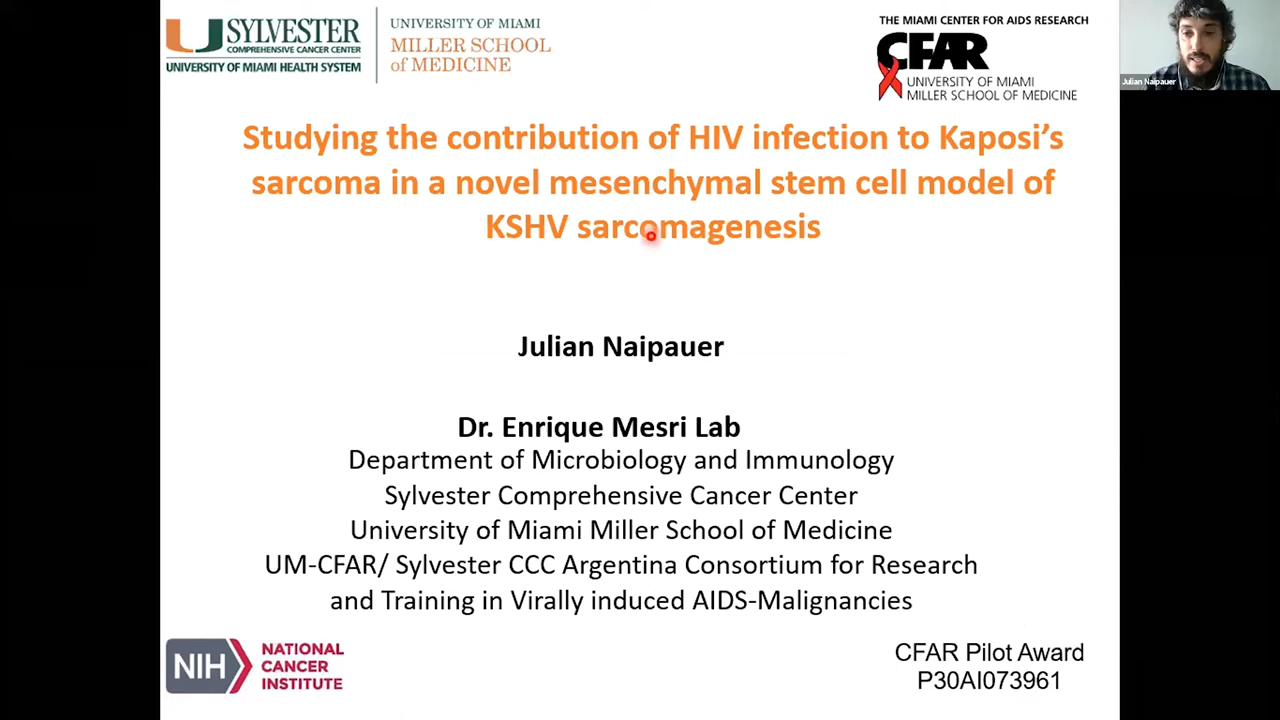 SYLVESTER
COMPREHENSIVE CANCER CENTER
UNIVERSITY OF MIAMI HEALTH SYSTEM
UNIVERSITY OF MIAMI
MILLER SCHOOL
of MEDICINE
THE MIAMI CENTER FOR AIDS RESEARCH
CFAR
UNIVERSITY OF MIAMI
MILLER SCHOOL OF MEDICINE
Julian Naipauer
Studying the contribution of HIV infection to Kaposi’s
sarcoma in a novel mesenchymal stem cell model of
KSHV sarcomagenesis
Julian Naipauer
Dr. Enrique Mesri Lab
Department of Microbiology and Immunology
Sylvester Comprehensive Cancer Center
University of Miami Miller School of Medicine
UM-CFAR/ Sylvester CCC Argentina Consortium for Research
and Training in Virally induced AIDS-Malignancies
NIH
NATIONAL
CANCER
INSTITUTE
CFAR Pilot Award
P30AI073961